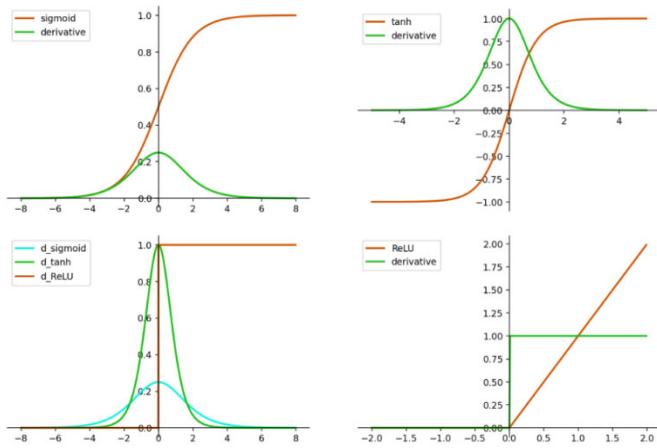 sigmoid
derivative
1.0
0.8
0.6
0.4
0.2
0.0
−8 −6 −4 −2 0 2 4 6 8
tanh
derivative
1.00
0.75
0.50
0.25
0.00
−4 −2 0 2 4
−0.25
−0.50
−0.75
−1.00
d_sigmoid
d_tanh
d_ReLU
1.0
0.8
0.6
0.4
0.2
0.0
−8 −6 −4 −2 0 2 4 6 8
ReLU
derivative
2.00
1.75
1.50
1.25
1.00
0.75
0.50
0.25
0.00
−2.0 −1.5 −1.0 −0.5 0.0 0.5 1.0 1.5 2.0